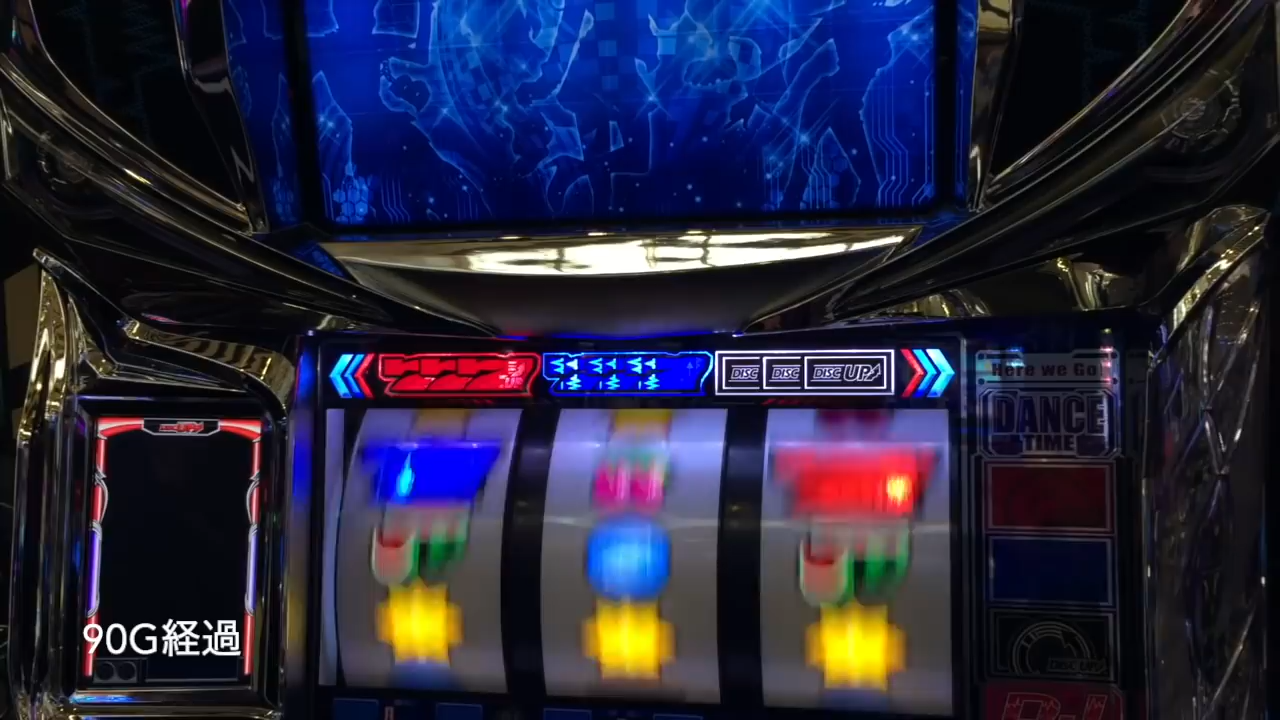 DISC DISC DISC UP
Here we Go
DANCE
TIME
DISC UP
90G経過